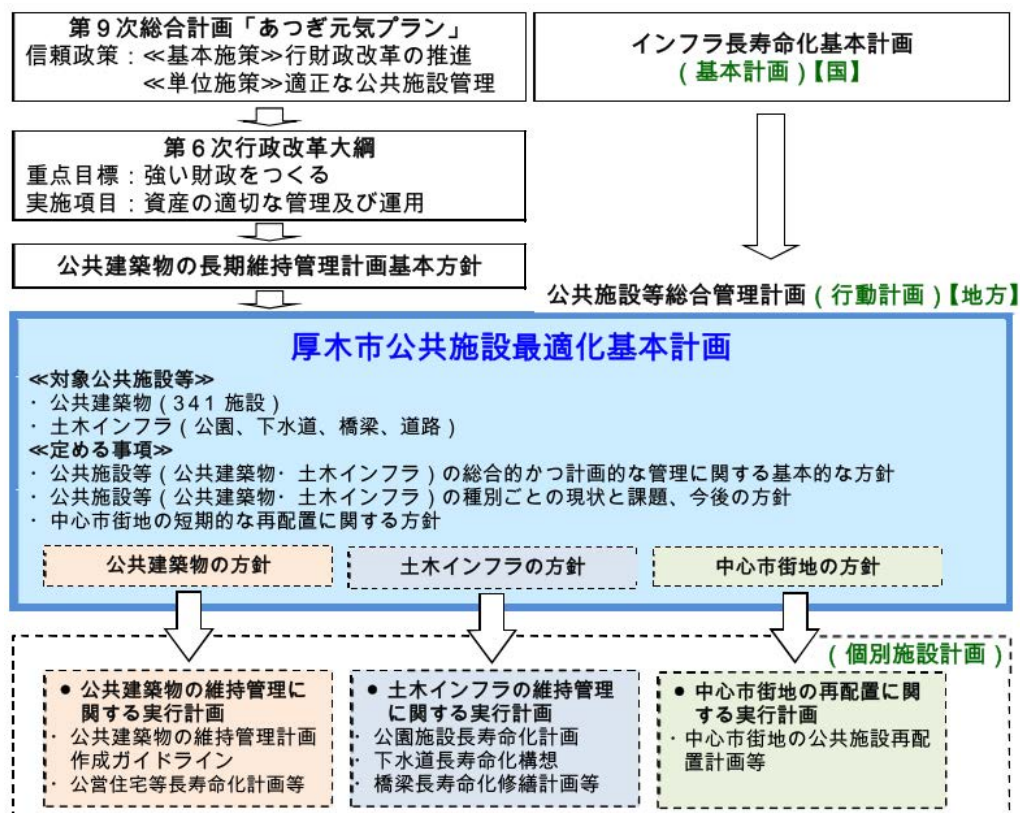 第９次総合計画「あつぎ元気プラン」
信頼政策：≪基本施策≫行財政改革の推進
≪単位施策≫適正な公共施設管理
インフラ長寿命化基本計画
（基本計画）【国】
第６次行政改革大綱
重点目標：強い財政をつくる
実施項目：資産の適切な管理及び運用
公共建築物の長期維持管理計画基本方針
公共施設等総合管理計画（行動計画）【地方】
厚木市公共施設最適化基本計画
≪対象公共施設等≫
・ 公共建築物（341 施設）
・ 土木インフラ（公園、下水道、橋梁、道路）
≪定める事項≫
・ 公共施設等（公共建築物・ 土木インフラ）の総合的かつ計画的な管理に関する基本的な方針
・ 公共施設等（公共建築物・ 土木インフラ）の種別ごとの現状と課題、今後の方針
・ 中心市街地の短期的な再配置に関する方針
公共建築物の方針
土木インフラの方針
中心市街地の方針
（個別施設計画）
● 公共建築物の維持管理に
関する実行計画
・ 公共建築物の維持管理計画
作成ガイドライン
・ 公営住宅等長寿命化計画等
● 土木インフラの維持管理
に関する実行計画
・ 公園施設長寿命化計画
・ 下水道長寿命化構想
・ 橋梁長寿命化修繕計画等
● 中心市街地の再配置に関
する実行計画
・ 中心市街地の公共施設再配
置計画等